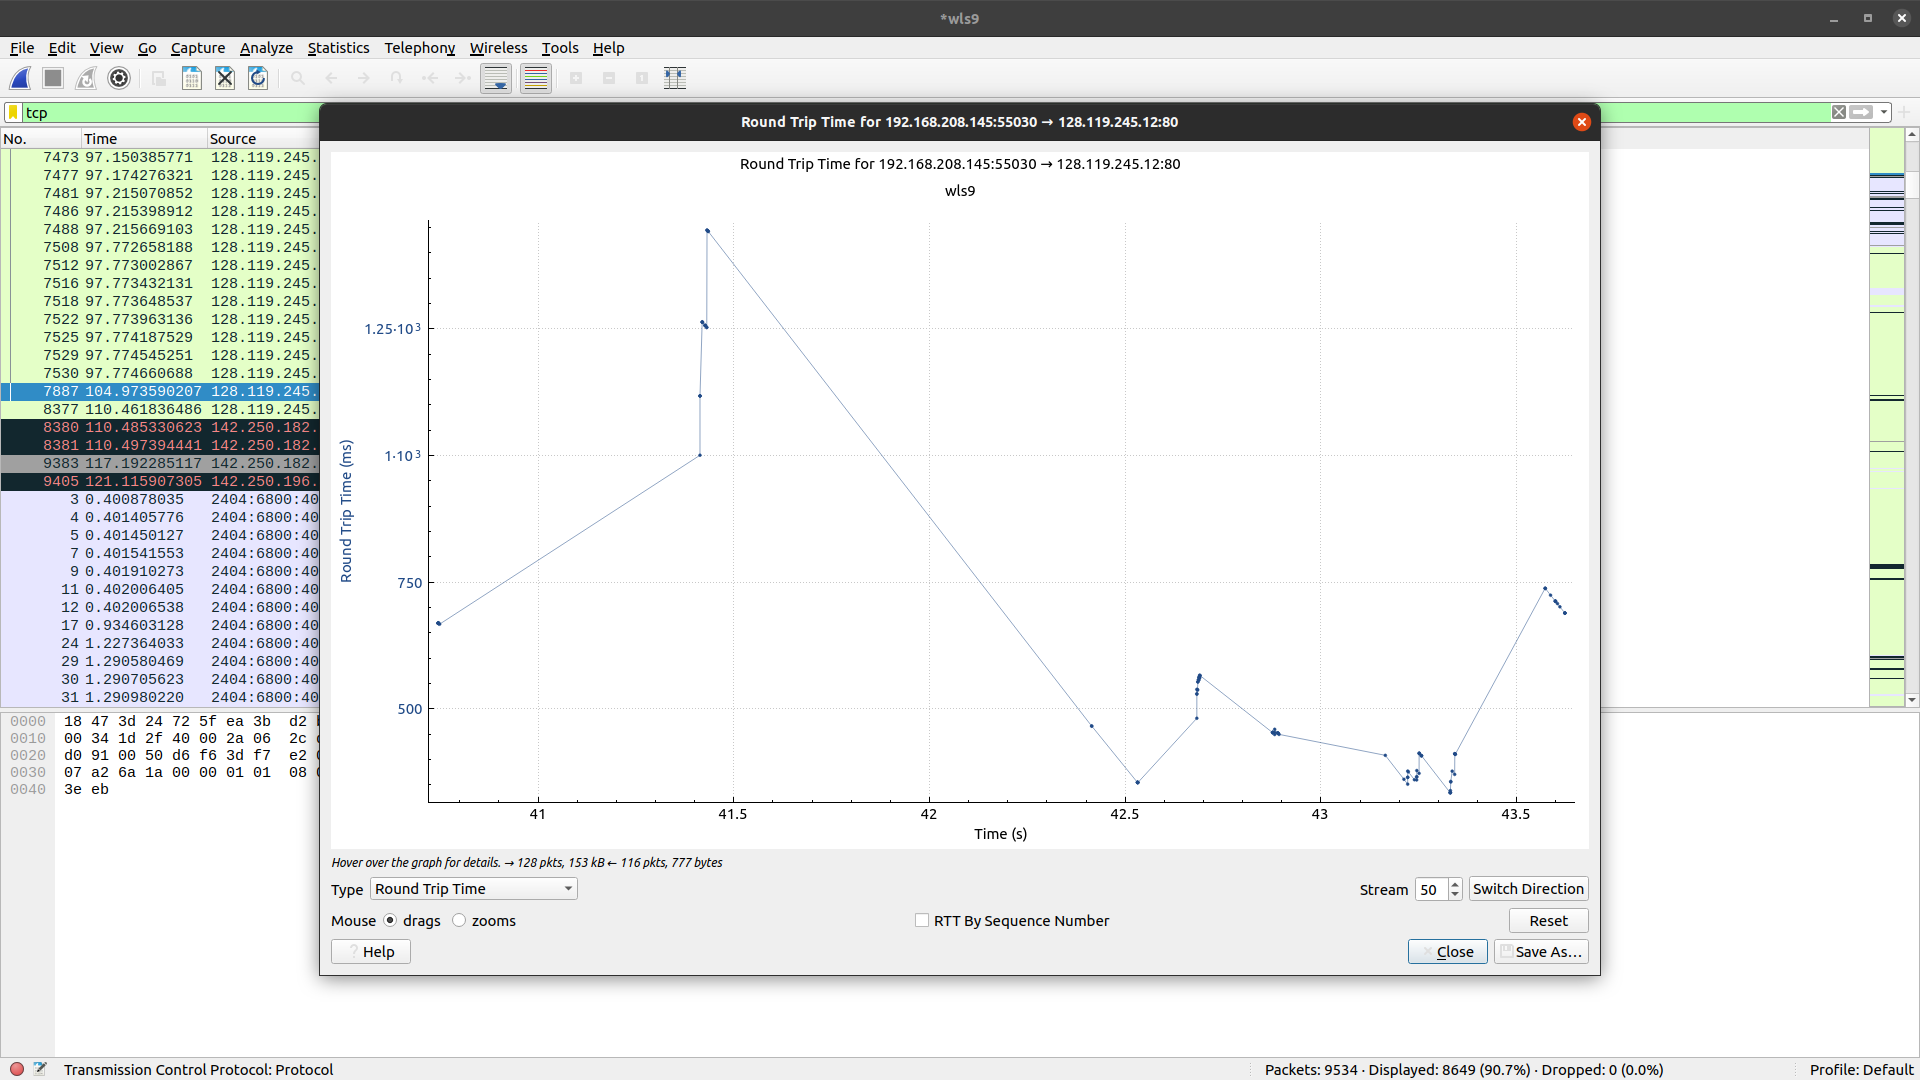 *wls9
File Edit View Go Capture Analyze Statistics Telephony Wireless Tools Help
tcp
No. Time Source
7473 97.150385771 128.119.245.
7477 97.174276321 128.119.245.
7481 97.215070852 128.119.245.
7486 97.215398912 128.119.245.
7488 97.215669103 128.119.245.
7508 97.772658188 128.119.245.
7512 97.773002867 128.119.245.
7516 97.773432131 128.119.245.
7518 97.773648537 128.119.245.
7522 97.773963136 128.119.245.
7525 97.774187529 128.119.245.
7529 97.774545251 128.119.245.
7530 97.774660688 128.119.245.
7887 104.973590207 128.119.245.
8377 110.461836486 128.119.245.
8380 110.485330623 142.250.182.
8381 110.497394441 142.250.182.
9383 117.192285117 142.250.182.
9405 121.115907305 142.250.196.
3 0.400878035 2404:6800:40
4 0.401405776 2404:6800:40
5 0.401450127 2404:6800:40
7 0.401541553 2404:6800:40
9 0.401910273 2404:6800:40
11 0.402006405 2404:6800:40
12 0.402006538 2404:6800:40
17 0.934603128 2404:6800:40
24 1.227364033 2404:6800:40
29 1.290580469 2404:6800:40
30 1.290705623 2404:6800:40
31 1.290980220 2404:6800:40
0000 18 47 3d 24 72 5f ea 3b d2
0010 00 34 1d 2f 40 00 2a 06 2c
0020 d0 91 00 50 d6 f6 3d f7 e2
0030 07 a2 6a 1a 00 00 01 01 08
0040 3e eb
Round Trip Time for 192.168.208.145:55030 → 128.119.245.12:80
Round Trip Time for 192.168.208.145:55030 → 128.119.245.12:80
wls9
Round Trip Time (ms)
1.25·10³
1·10³
750
500
41 41.5 42 42.5 43 43.5
Time (s)
Hover over the graph for details. → 128 pkts, 153 kB ← 116 pkts, 777 bytes
Type Round Trip Time Stream 50 Switch Direction
Mouse drags zooms RTT By Sequence Number Reset
? Help Close Save As...
Transmission Control Protocol: Protocol Packets: 9534 · Displayed: 8649 (90.7%) · Dropped: 0 (0.0%) Profile: Default